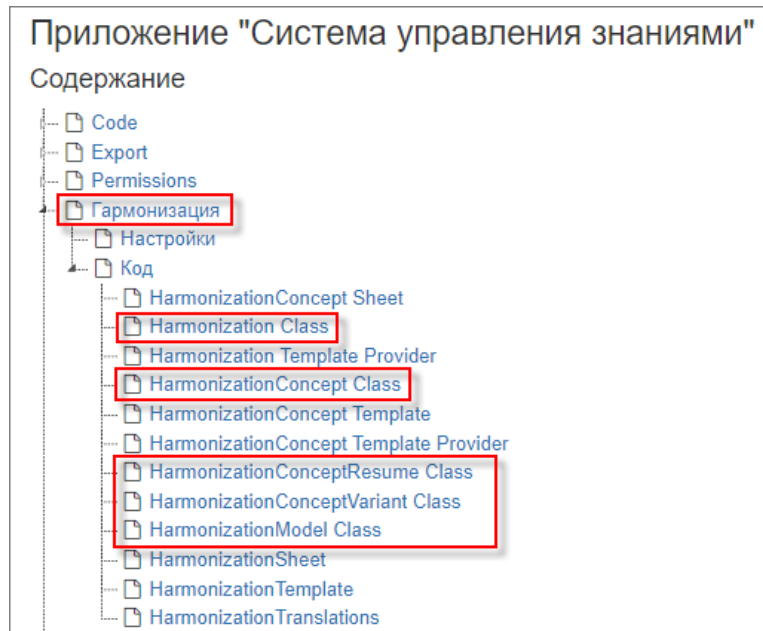 Приложение "Система управления знаниями"
Содержание
Code
Export
Permissions
Гармонизация
Настройки
Код
HarmonizationConcept Sheet
Harmonization Class
Harmonization Template Provider
HarmonizationConcept Class
HarmonizationConcept Template
HarmonizationConcept Template Provider
HarmonizationConceptResume Class
HarmonizationConceptVariant Class
HarmonizationModel Class
HarmonizationSheet
HarmonizationTemplate
HarmonizationTranslations